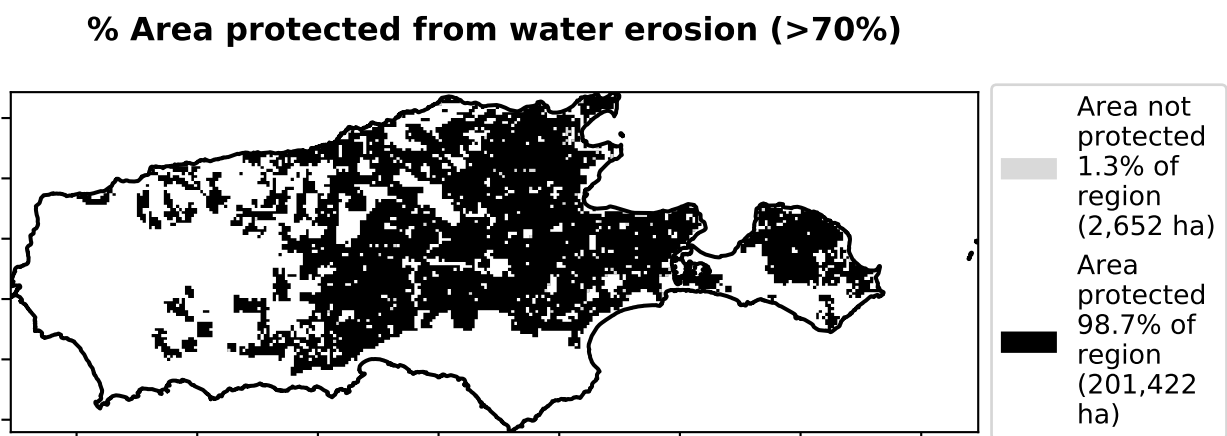 % Area protected from water erosion (>70%)
Area not
protected
1.3% of
region
(2,652 ha)
Area
protected
98.7% of
region
(201,422
ha)